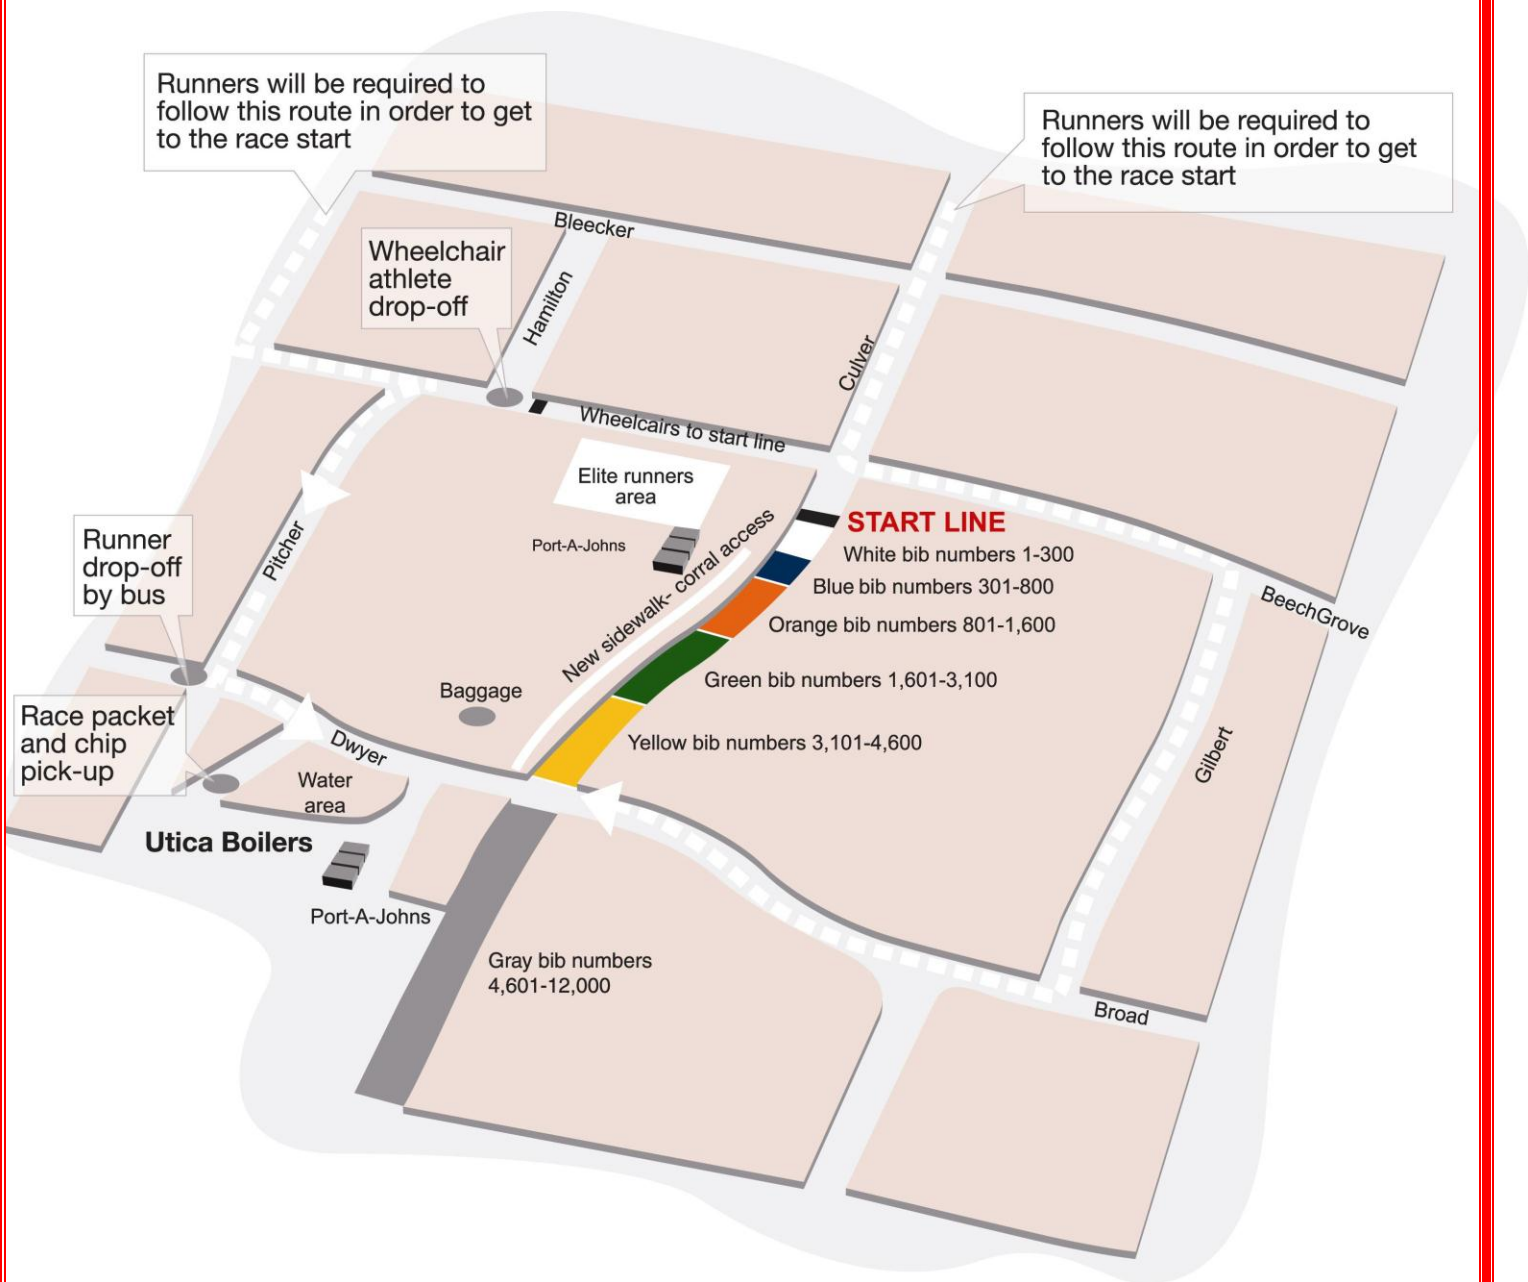 Runners will be required to
follow this route in order to get
to the race start
Runners will be required to
follow this route in order to get
to the race start
Bleecker
Wheelchair
athlete
drop-off
Hamilton
Culver
Wheelcairs to start line
Elite runners
area
START LINE
Port-A-Johns
New sidewalk- corral access
White bib numbers 1-300
Blue bib numbers 301-800
Orange bib numbers 801-1,600
Green bib numbers 1,601-3,100
Yellow bib numbers 3,101-4,600
Pitcher
Runner
drop-off
by bus
BeechGrove
Baggage
Race packet
and chip
pick-up
Dwyer
Water
area
Gilbert
Utica Boilers
Port-A-Johns
Gray bib numbers
4,601-12,000
Broad